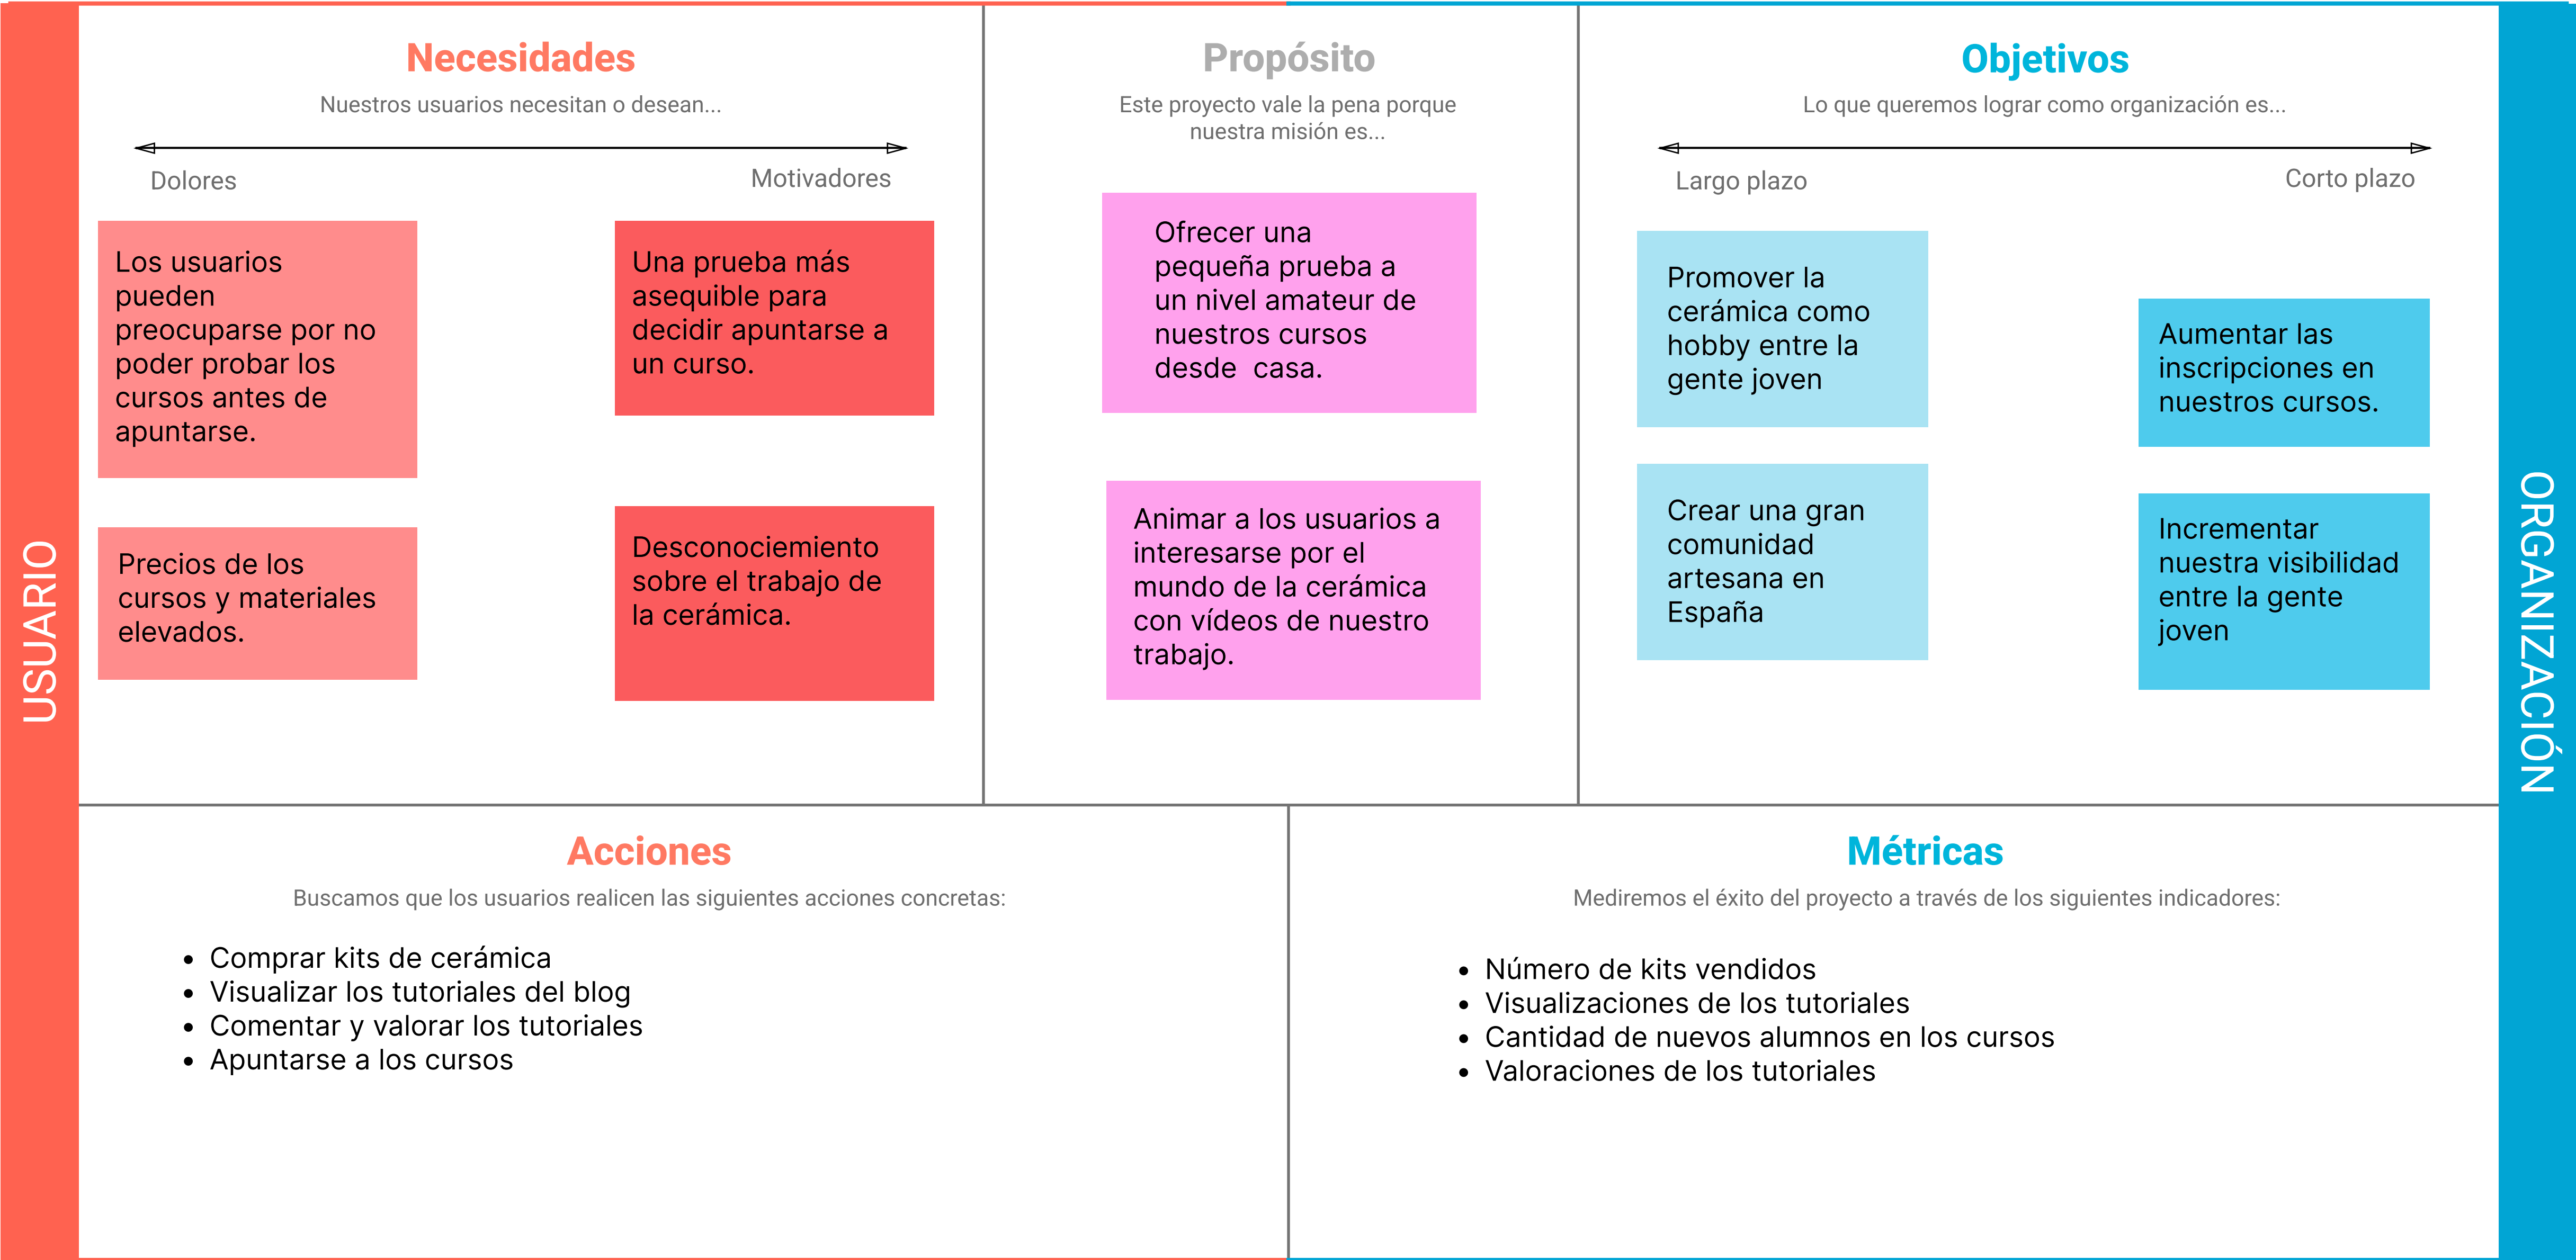 USUARIO
Necesidades
Nuestros usuarios necesitan o desean...
Dolores
Motivadores
Los usuarios
pueden
preocuparse por no
poder probar los
cursos antes de
apuntarse.
Precios de los
cursos y materiales
elevados.
Una prueba más
asequible para
decidir apuntarse a
un curso.
Desconociemiento
sobre el trabajo de
la cerámica.
Propósito
Este proyecto vale la pena porque
nuestra misión es...
Ofrecer una
pequeña prueba a
un nivel amateur de
nuestros cursos
desde  casa.
Animar a los usuarios a
interesarse por el
mundo de la cerámica
con vídeos de nuestro
trabajo.
Objetivos
Lo que queremos lograr como organización es...
Largo plazo
Corto plazo
Promover la
cerámica como
hobby entre la
gente joven
Crear una gran
comunidad
artesana en
España
Aumentar las
inscripciones en
nuestros cursos.
Incrementar
nuestra visibilidad
entre la gente
joven
ORGANIZACIÓN
Acciones
Buscamos que los usuarios realicen las siguientes acciones concretas:
• Comprar kits de cerámica
• Visualizar los tutoriales del blog
• Comentar y valorar los tutoriales
• Apuntarse a los cursos
Métricas
Mediremos el éxito del proyecto a través de los siguientes indicadores:
• Número de kits vendidos
• Visualizaciones de los tutoriales
• Cantidad de nuevos alumnos en los cursos
• Valoraciones de los tutoriales